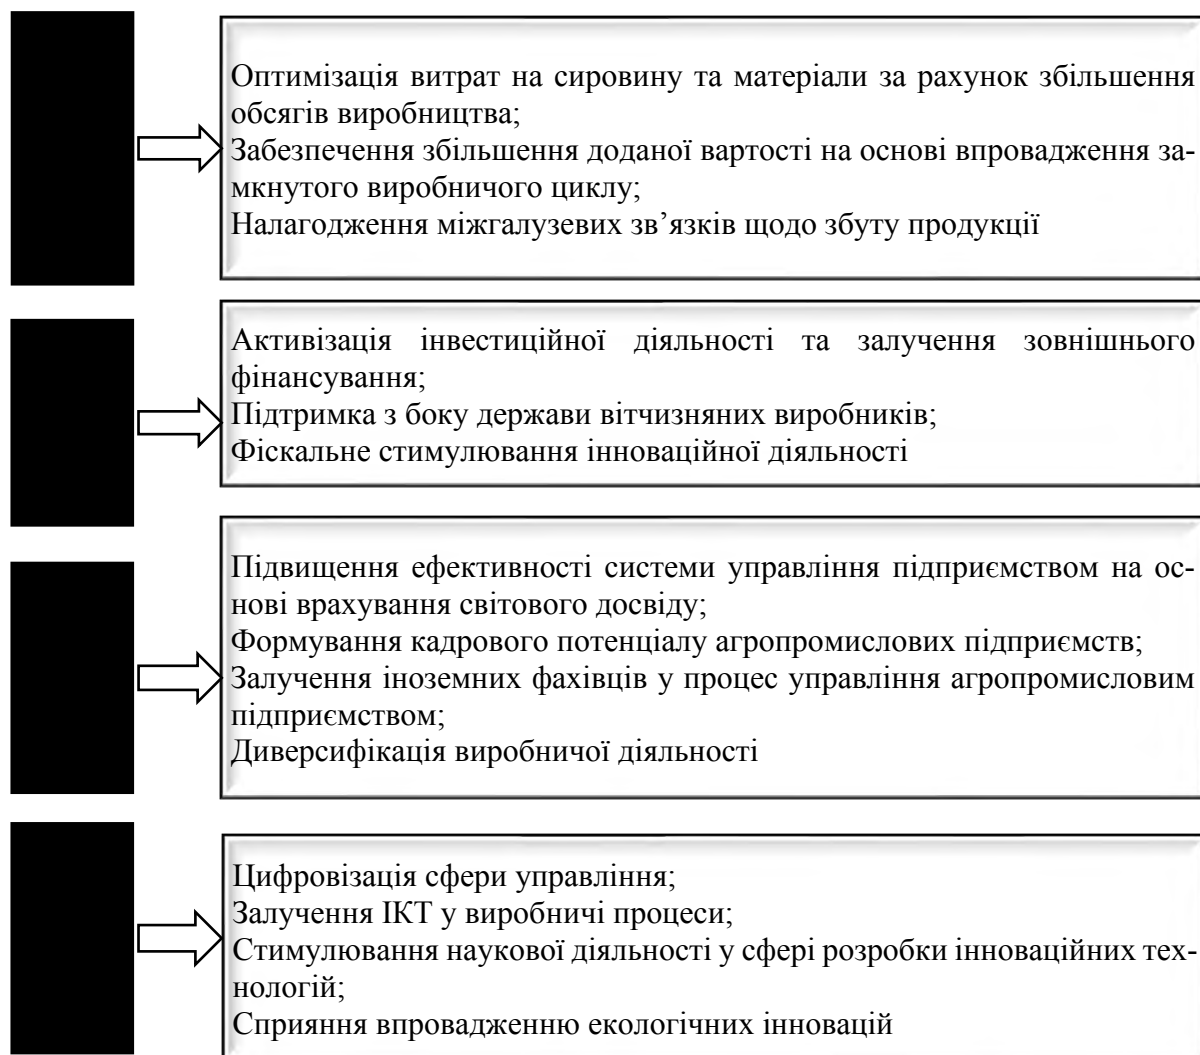 Оптимізація витрат на сировину та матеріали за рахунок збільшення
обсягів виробництва;
Забезпечення збільшення доданої вартості на основі впровадження за-
мкнутого виробничого циклу;
Налагодження міжгалузевих зв’язків щодо збуту продукції
Активізація інвестиційної діяльності та залучення зовнішнього
фінансування;
Підтримка з боку держави вітчизняних виробників;
Фіскальне стимулювання інноваційної діяльності
Підвищення ефективності системи управління підприємством на ос-
нові врахування світового досвіду;
Формування кадрового потенціалу агропромислових підприємств;
Залучення іноземних фахівців у процес управління агропромисловим
підприємством;
Диверсифікація виробничої діяльності
Цифровізація сфери управління;
Залучення ІКТ у виробничі процеси;
Стимулювання наукової діяльності у сфері розробки інноваційних тех-
нологій;
Сприяння впровадженню екологічних інновацій